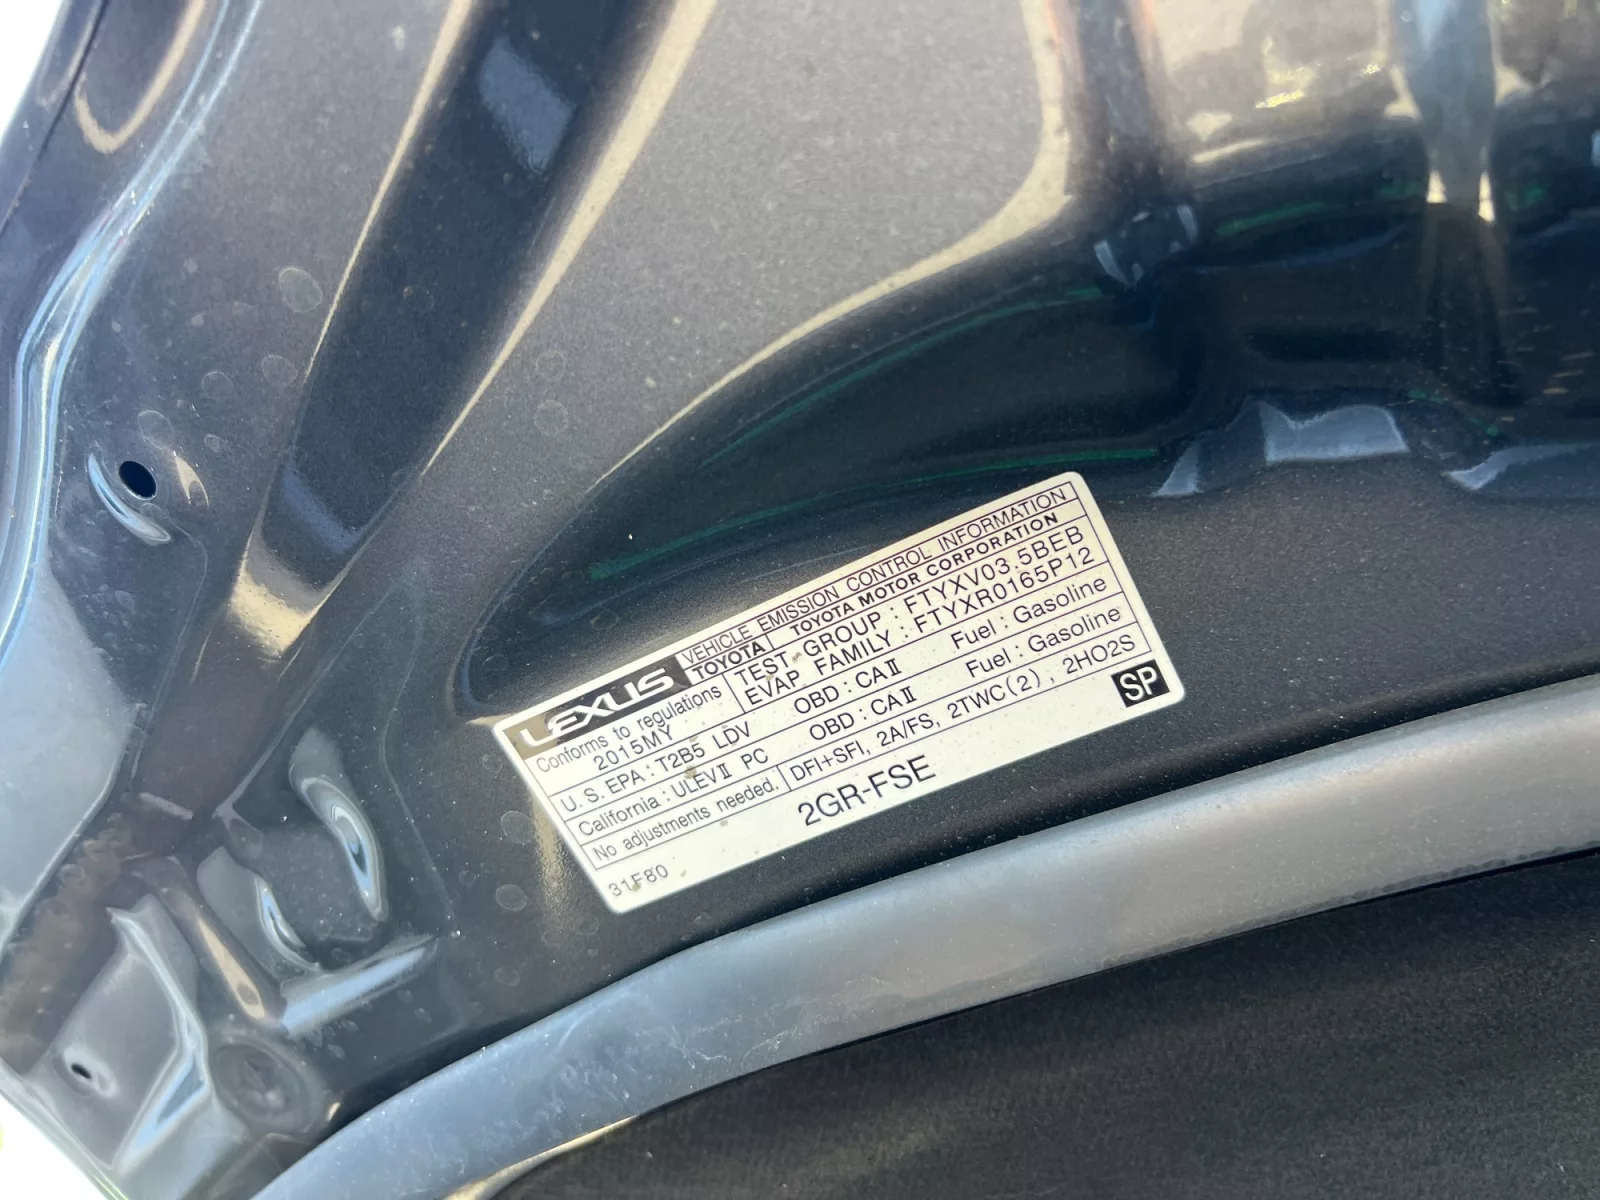 LEXUS VEHICLE EMISSION CONTROL INFORMATION
TOYOTA TOYOTA MOTOR CORPORATION
Conforms to regulations TEST GROUP : FTYXV03.5BEB
2015MY EVAP FAMILY : FTYXR0165P12
U.S. EPA : T2B5 LDV OBD : CAⅡ Fuel : Gasoline
California : ULEVⅡ PC OBD : CAⅡ Fuel : Gasoline
No adjustments needed. DFI+SFI, 2A/FS, 2TWC(2), 2HO2S
31F80 2GR-FSE SP